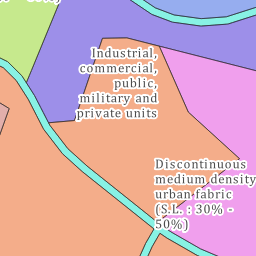 Industrial,
commercial,
public,
military and
private units
Discontinuous
medium density
urban fabric
(S.L. : 30% -
50%)